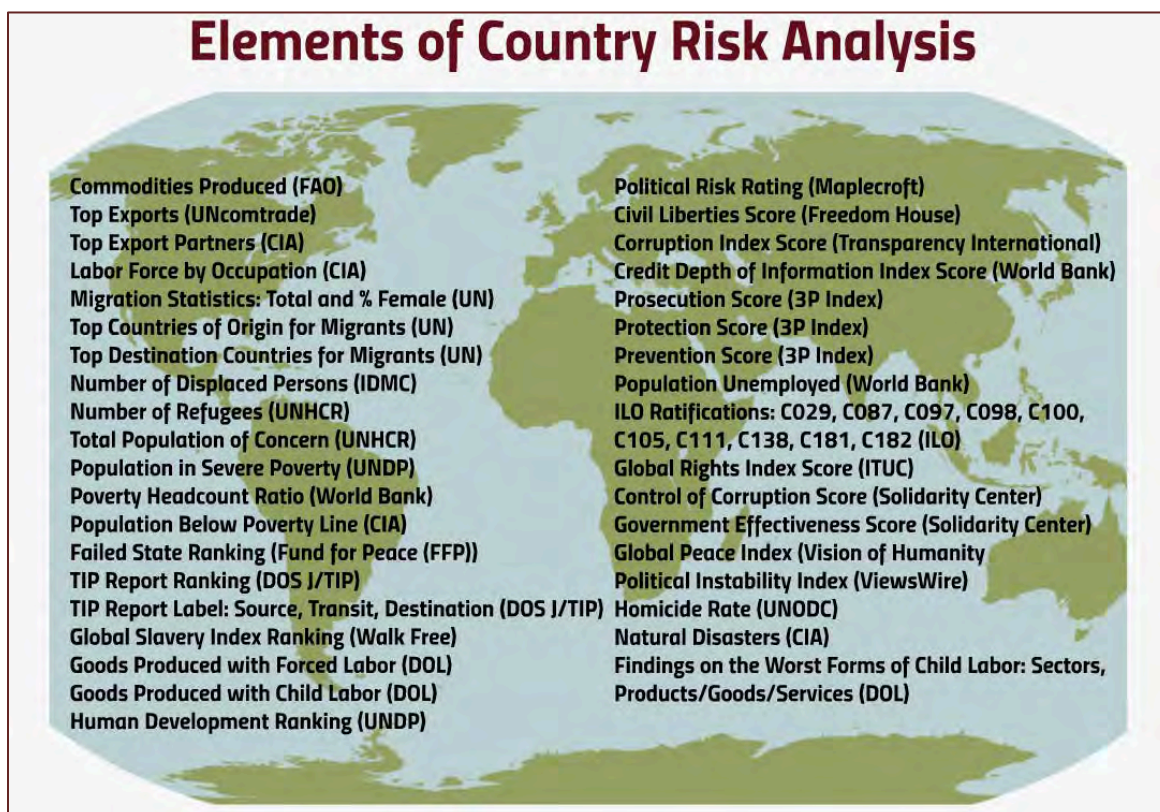 Elements of Country Risk Analysis
Commodities Produced (FAO)
Top Exports (UNcomtrade)
Top Export Partners (CIA)
Labor Force by Occupation (CIA)
Migration Statistics: Total and % Female (UN)
Top Countries of Origin for Migrants (UN)
Top Destination Countries for Migrants (UN)
Number of Displaced Persons (IDMC)
Number of Refugees (UNHCR)
Total Population of Concern (UNHCR)
Population in Severe Poverty (UNDP)
Poverty Headcount Ratio (World Bank)
Population Below Poverty Line (CIA)
Failed State Ranking (Fund for Peace (FFP))
TIP Report Ranking (DOS J/TIP)
TIP Report Label: Source, Transit, Destination (DOS J/TIP)
Global Slavery Index Ranking (Walk Free)
Goods Produced with Forced Labor (DOL)
Goods Produced with Child Labor (DOL)
Human Development Ranking (UNDP)
Political Risk Rating (Maplecroft)
Civil Liberties Score (Freedom House)
Corruption Index Score (Transparency International)
Credit Depth of Information Index Score (World Bank)
Prosecution Score (3P Index)
Protection Score (3P Index)
Prevention Score (3P Index)
Population Unemployed (World Bank)
ILO Ratifications: C029, C087, C097, C098, C100,
C105, C111, C138, C181, C182 (ILO)
Global Rights Index Score (ITUC)
Control of Corruption Score (Solidarity Center)
Government Effectiveness Score (Solidarity Center)
Global Peace Index (Vision of Humanity
Political Instability Index (ViewsWire)
Homicide Rate (UNODC)
Natural Disasters (CIA)
Findings on the Worst Forms of Child Labor: Sectors,
Products/Goods/Services (DOL)